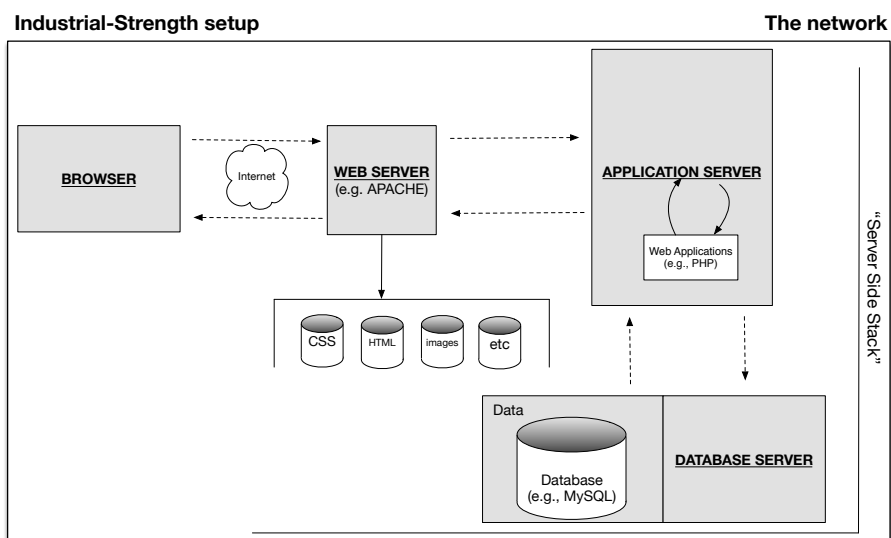 Industrial-Strength setup
The network
BROWSER
Internet
WEB SERVER
(e.g. APACHE)
APPLICATION SERVER
Web Applications
(e.g., PHP)
“Server Side Stack”
CSS
HTML
images
etc
Data
Database
(e.g., MySQL)
DATABASE SERVER